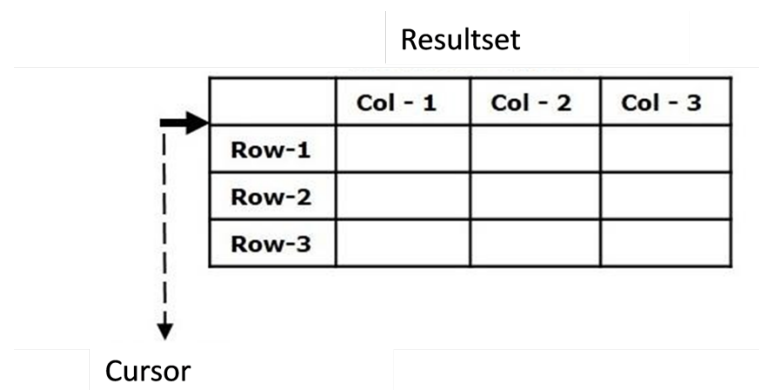 Resultset
Col - 1 Col - 2 Col - 3
Row-1
Row-2
Row-3
Cursor